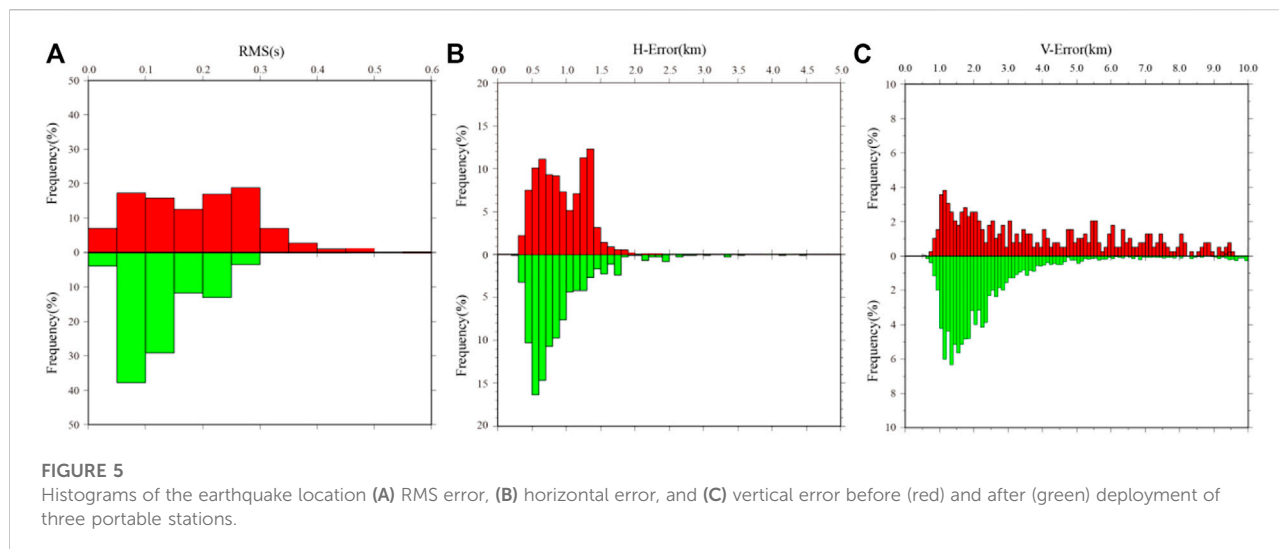 A
RMS(s)
0.0 0.1 0.2 0.3 0.4 0.5 0.6
50
40
30
20
10
0
10
20
30
40
50
Frequency(%)
Frequency(%)
B
H-Error(km)
0.5 1.0 1.5 2.0 2.5 3.0 3.5 4.0 4.5 5.0
20
15
10
5
0
5
10
15
20
Frequency(%)
Frequency(%)
C
V-Error(km)
0.0 1.0 2.0 3.0 4.0 5.0 6.0 7.0 8.0 9.0 10.0
10
8
6
4
2
0
2
4
6
8
10
Frequency(%)
Frequency(%)
FIGURE 5
Histograms of the earthquake location (A) RMS error, (B) horizontal error, and (C) vertical error before (red) and after (green) deployment of
three portable stations.